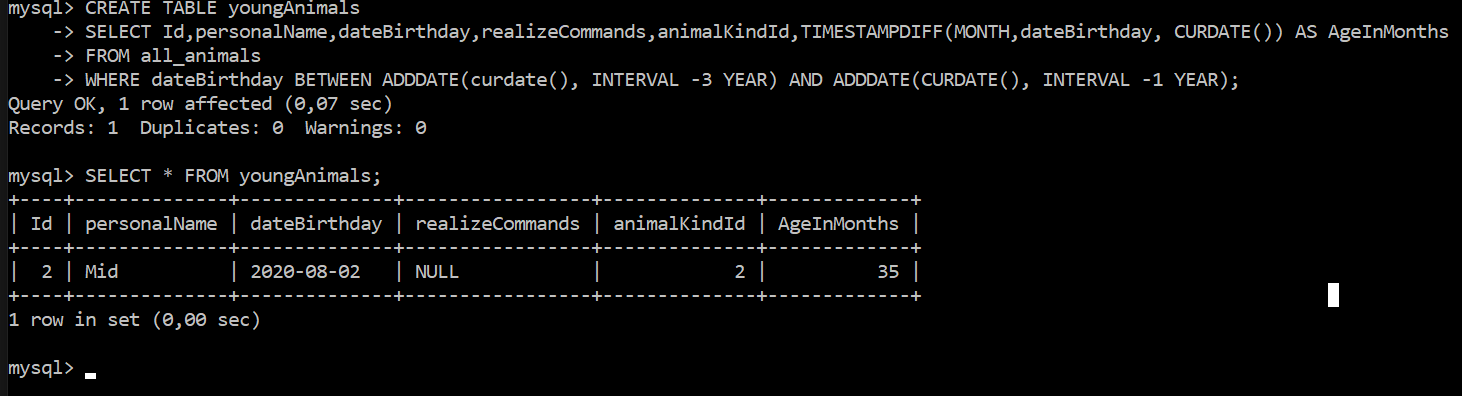 mysql> CREATE TABLE youngAnimals
    -> SELECT Id,personalName,dateBirthday,realizeCommands,animalKindId,TIMESTAMPDIFF(MONTH,dateBirthday, CURDATE()) AS AgeInMonths
    -> FROM all_animals
    -> WHERE dateBirthday BETWEEN ADDDATE(curdate(), INTERVAL -3 YEAR) AND ADDDATE(CURDATE(), INTERVAL -1 YEAR);
Query OK, 1 row affected (0,07 sec)
Records: 1  Duplicates: 0  Warnings: 0

mysql> SELECT * FROM youngAnimals;
+----+--------------+--------------+-----------------+--------------+-------------+
| Id | personalName | dateBirthday | realizeCommands | animalKindId | AgeInMonths |
+----+--------------+--------------+-----------------+--------------+-------------+
|  2 | Mid          | 2020-08-02   | NULL            |            2 |          35 |
+----+--------------+--------------+-----------------+--------------+-------------+
1 row in set (0,00 sec)

mysql>